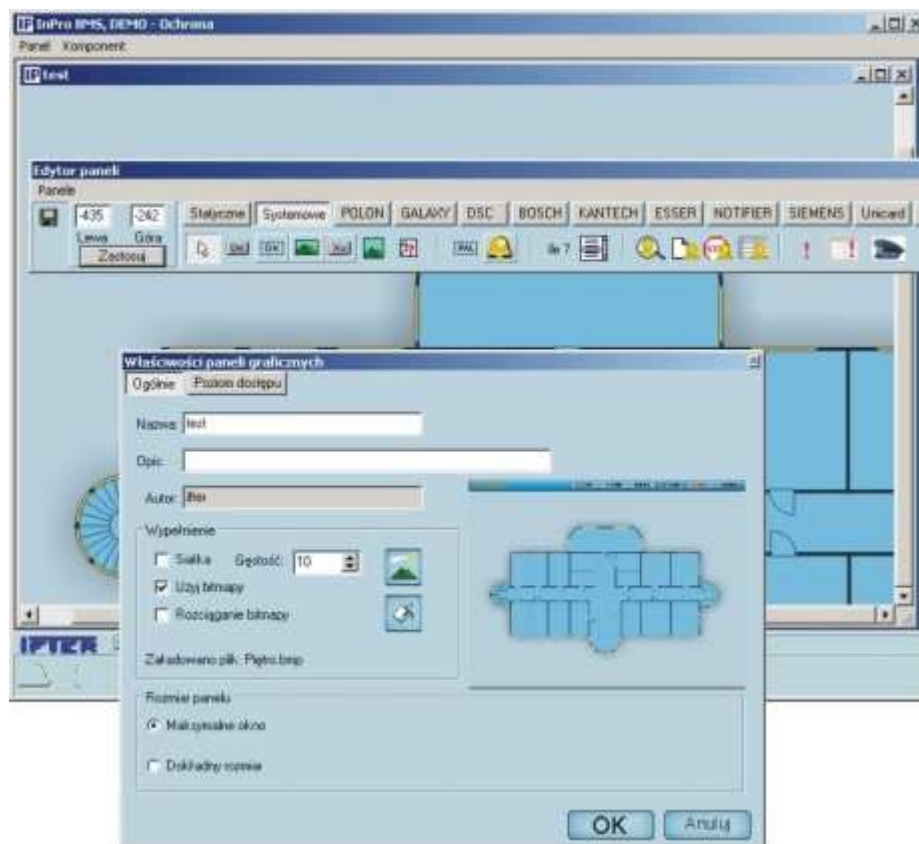 InPro BMS, DEMO - Ochrona
Panel Komponent
test
Edytor paneli
Panele
-435 -242 Statyczne Systemowe POLON GALAXY DSC BOSCH KANTECH ESSER NOTIFIER SIEMENS Unicard
Lewa Góra
Zastosuj
Właściwości paneli graficznych
Ogólnie Poziom dostępu
Nazwa: test
Opis:
Autor:
Wypełnienie
Siatka Gęstość: 10
Użyj bitmapy
Rozciąganie bitmapy
Załadowano plik: Piętro.bmp
IFTER
Rozmiar panelu
Maksymalne okno
Dokładny rozmiar
OK Anuluj